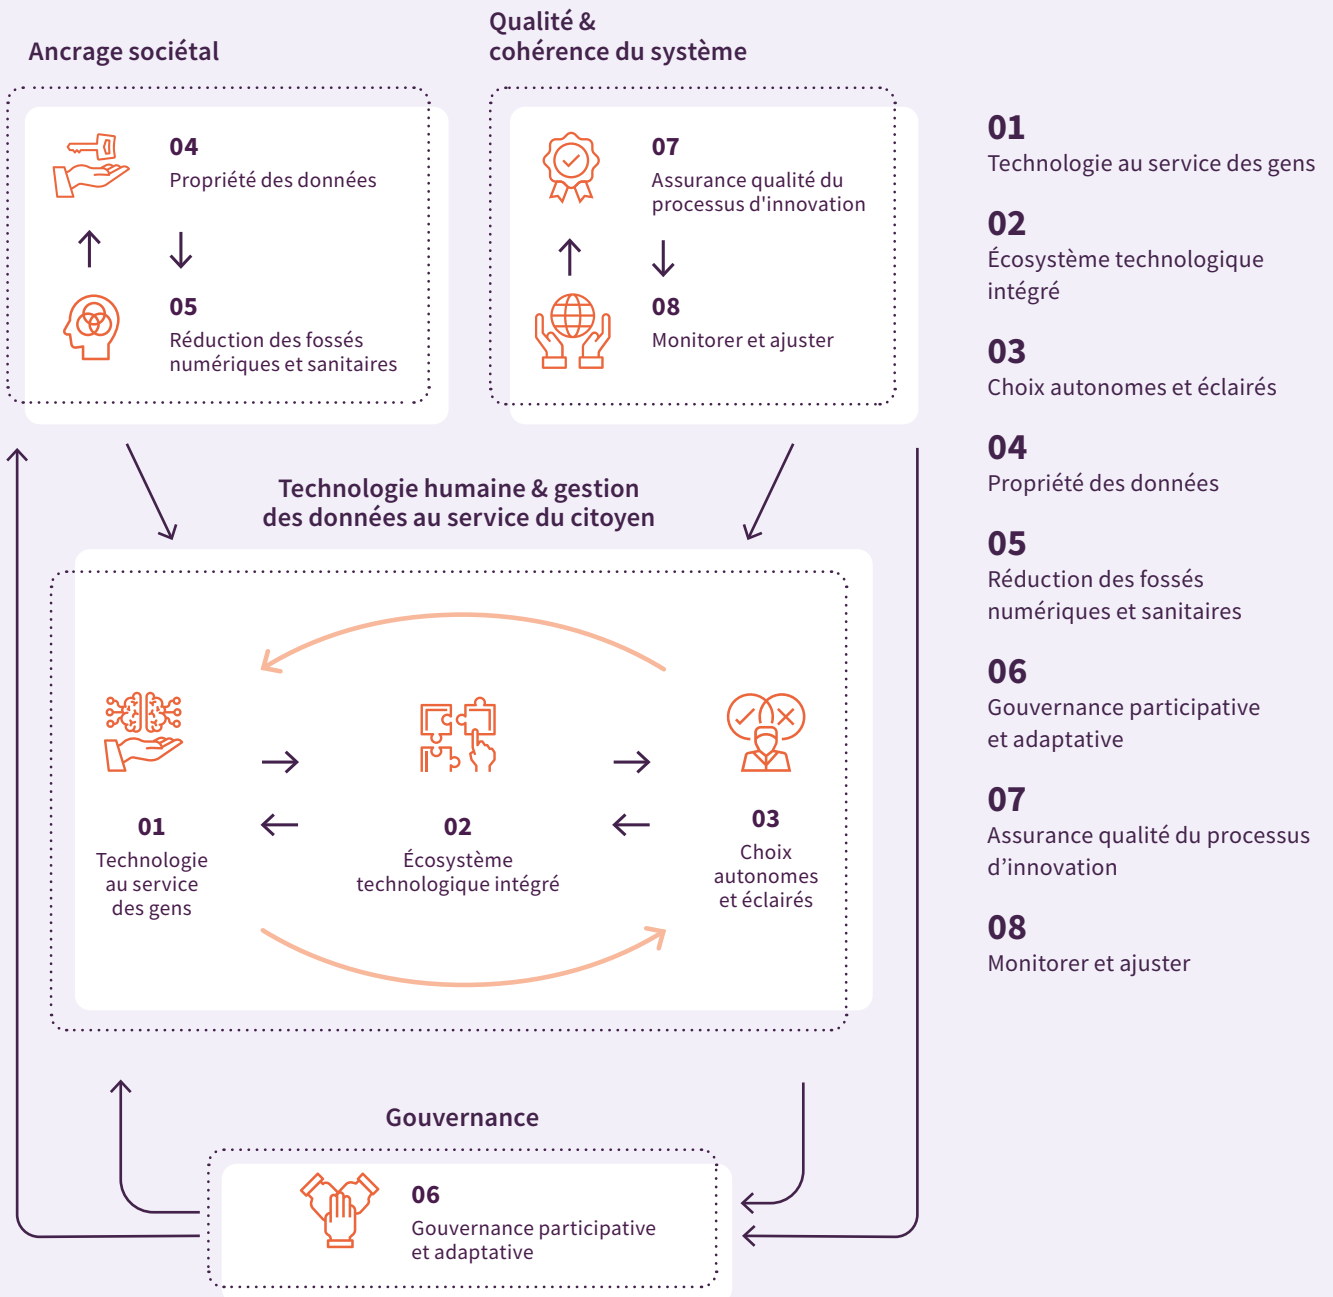 Ancrage sociétal
04
Propriété des données
05
Réduction des fossés
numériques et sanitaires
Qualité &
cohérence du système
07
Assurance qualité du
processus d'innovation
08
Monitorer et ajuster
Technologie humaine & gestion
des données au service du citoyen
01
Technologie
au service
des gens
02
Écosystème
technologique intégré
03
Choix
autonomes
et éclairés
Gouvernance
06
Gouvernance participative
et adaptative
01
Technologie au service des gens
02
Écosystème technologique
intégré
03
Choix autonomes et éclairés
04
Propriété des données
05
Réduction des fossés
numériques et sanitaires
06
Gouvernance participative
et adaptative
07
Assurance qualité du processus
d’innovation
08
Monitorer et ajuster